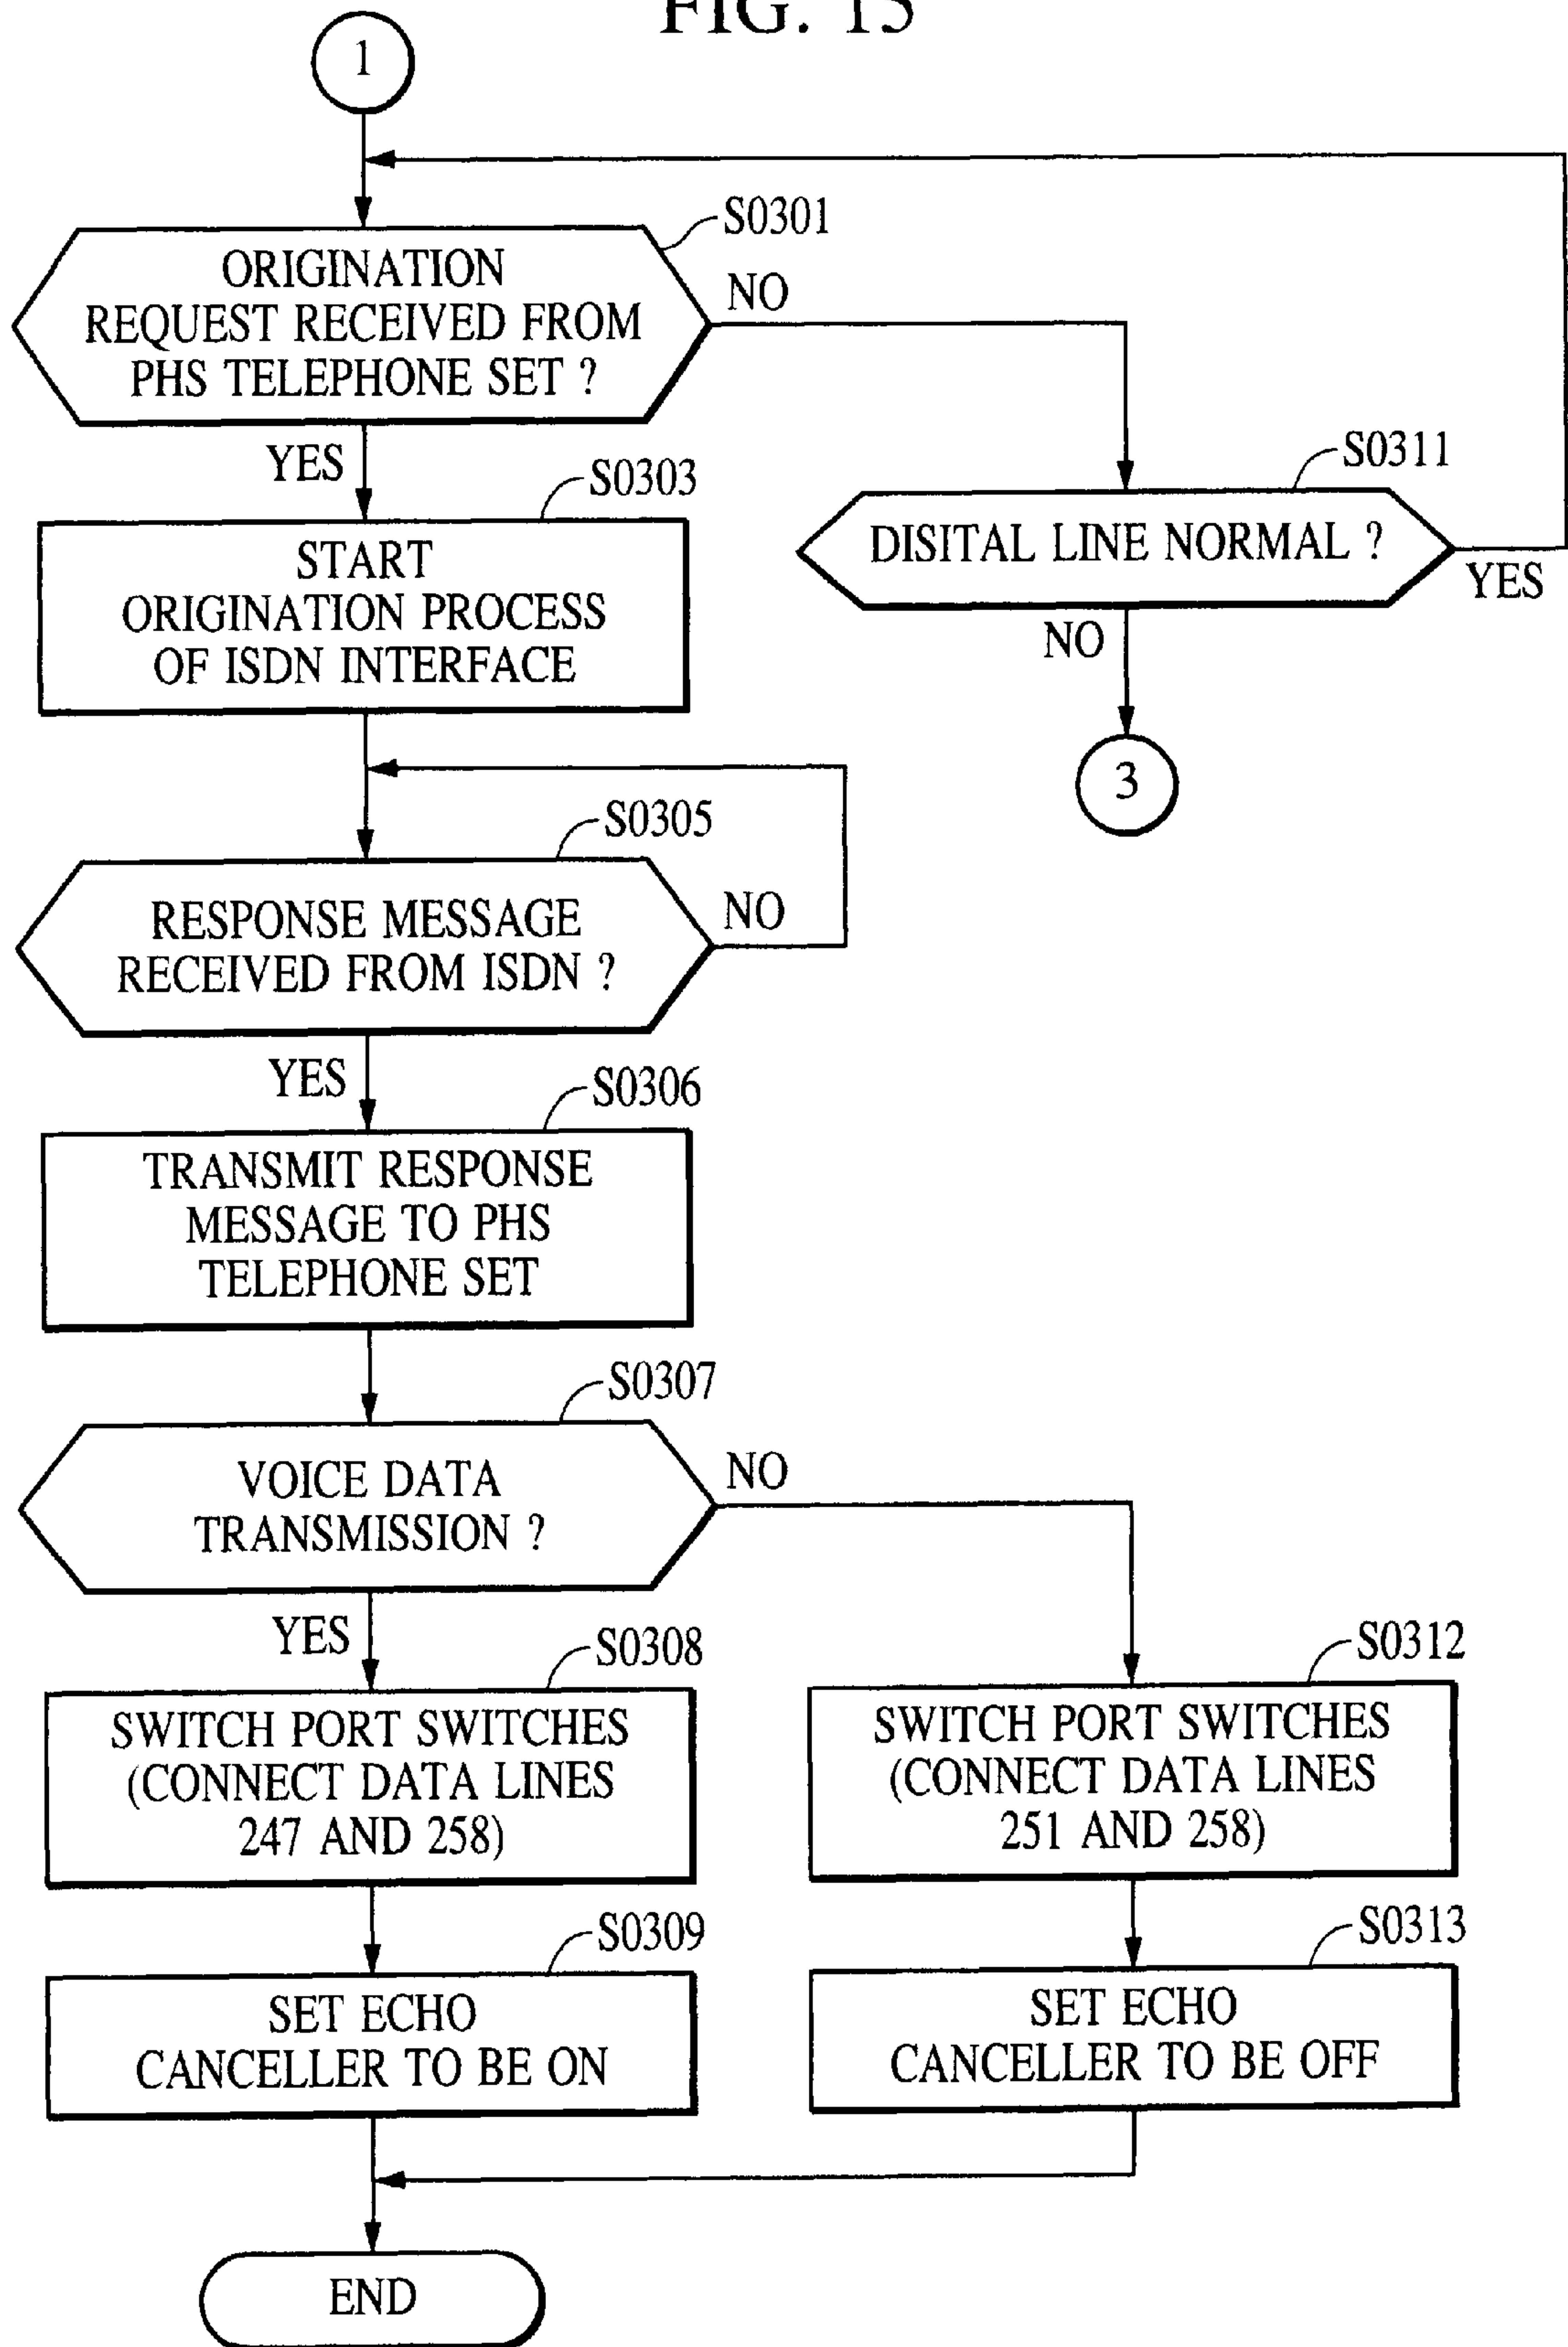 FIG. 15
1
S0301
ORIGINATION
REQUEST RECEIVED FROM
PHS TELEPHONE SET ?
NO
YES
S0311
DISITAL LINE NORMAL ?
YES
NO
3
S0303
START
ORIGINATION PROCESS
OF ISDN INTERFACE
S0305
RESPONSE MESSAGE
RECEIVED FROM ISDN ?
NO
YES
S0306
TRANSMIT RESPONSE
MESSAGE TO PHS
TELEPHONE SET
S0307
VOICE DATA
TRANSMISSION ?
NO
YES
S0308
SWITCH PORT SWITCHES
(CONNECT DATA LINES
247 AND 258)
S0312
SWITCH PORT SWITCHES
(CONNECT DATA LINES
251 AND 258)
S0309
SET ECHO
CANCELLER TO BE ON
S0313
SET ECHO
CANCELLER TO BE OFF
END